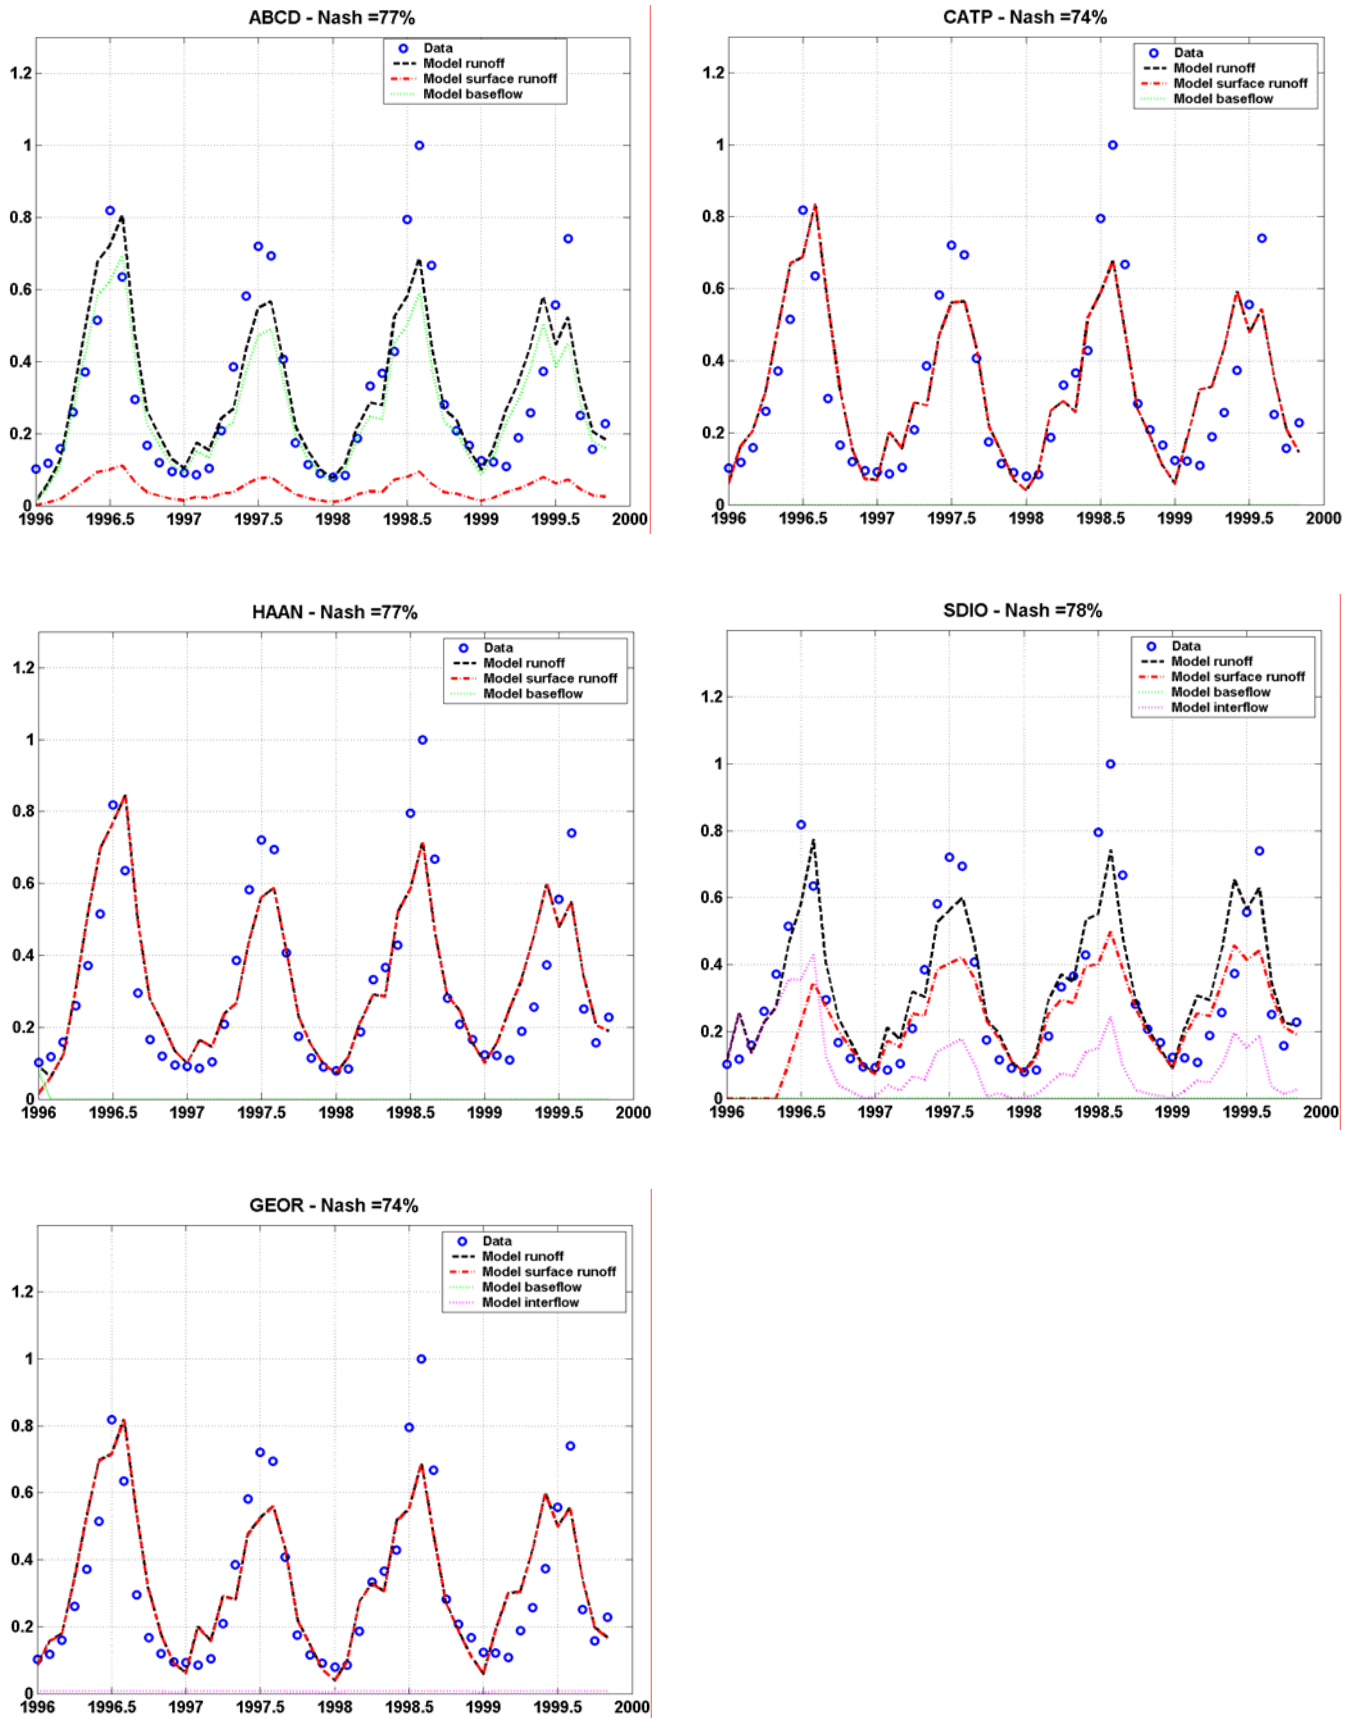 ABCD - Nash =77%
Data
Model runoff
Model surface runoff
Model baseflow
1.2
1
0.8
0.6
0.4
0.2
0
1996 1996.5 1997 1997.5 1998 1998.5 1999 1999.5 2000
CATP - Nash =74%
Data
Model runoff
Model surface runoff
Model baseflow
1.2
1
0.8
0.6
0.4
0.2
0
1996 1996.5 1997 1997.5 1998 1998.5 1999 1999.5 2000
HAAN - Nash =77%
Data
Model runoff
Model surface runoff
Model baseflow
1.2
1
0.8
0.6
0.4
0.2
0
1996 1996.5 1997 1997.5 1998 1998.5 1999 1999.5 2000
SDIO - Nash =78%
Data
Model runoff
Model surface runoff
Model baseflow
Model interflow
1.2
1
0.8
0.6
0.4
0.2
0
1996 1996.5 1997 1997.5 1998 1998.5 1999 1999.5 2000
GEOR - Nash =74%
Data
Model runoff
Model surface runoff
Model baseflow
Model interflow
1.2
1
0.8
0.6
0.4
0.2
0
1996 1996.5 1997 1997.5 1998 1998.5 1999 1999.5 2000